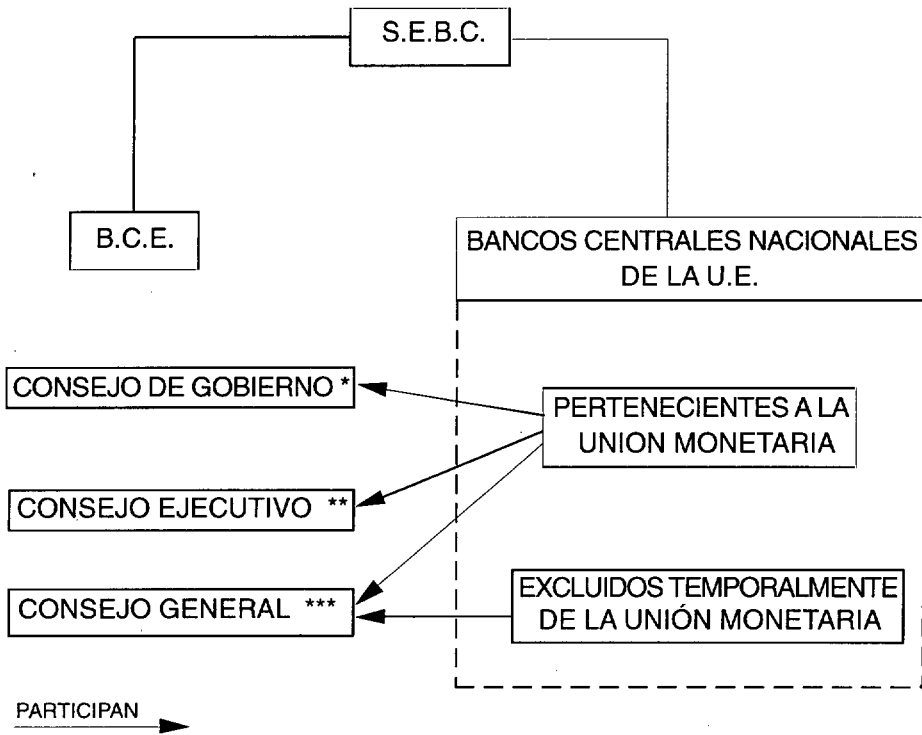 S.E.B.C.
B.C.E.
BANCOS CENTRALES NACIONALES
DE LA U.E.
CONSEJO DE GOBIERNO *
PERTENECIENTES A LA
UNION MONETARIA
CONSEJO EJECUTIVO **
CONSEJO GENERAL ***
EXCLUIDOS TEMPORALMENTE
DE LA UNIÓN MONETARIA
PARTICIPAN